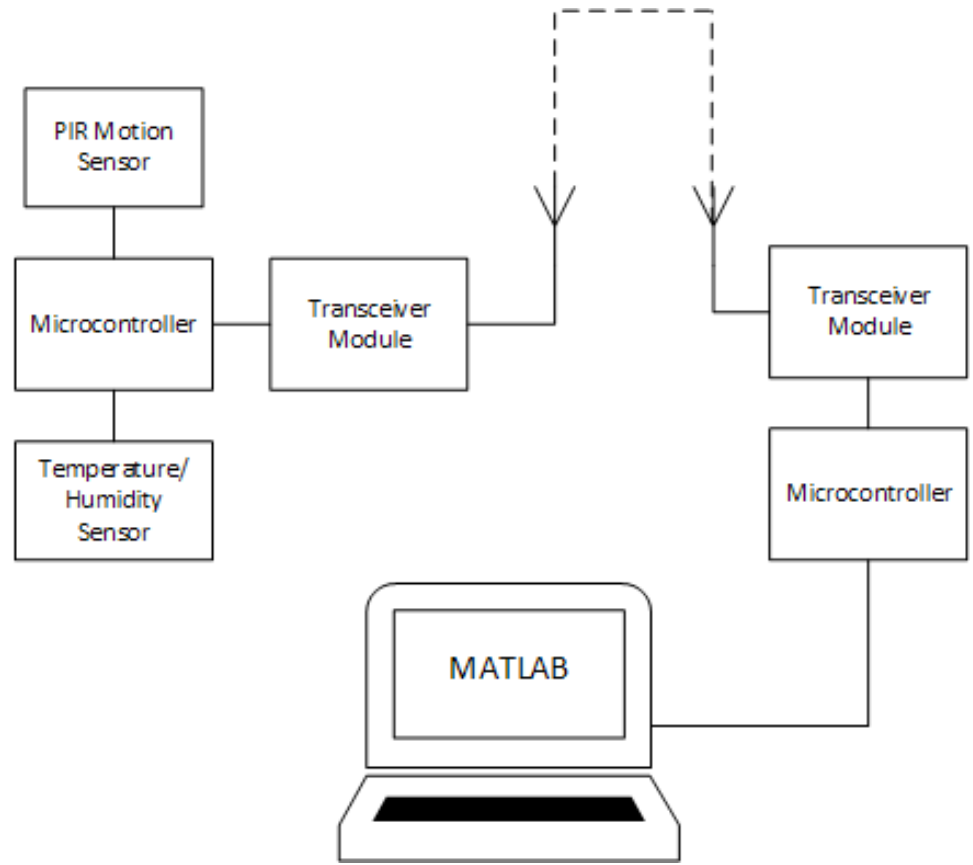 PIR Motion
Sensor
Microcontroller
Transceiver
Module
Temperature/
Humidity
Sensor
Transceiver
Module
Microcontroller
MATLAB